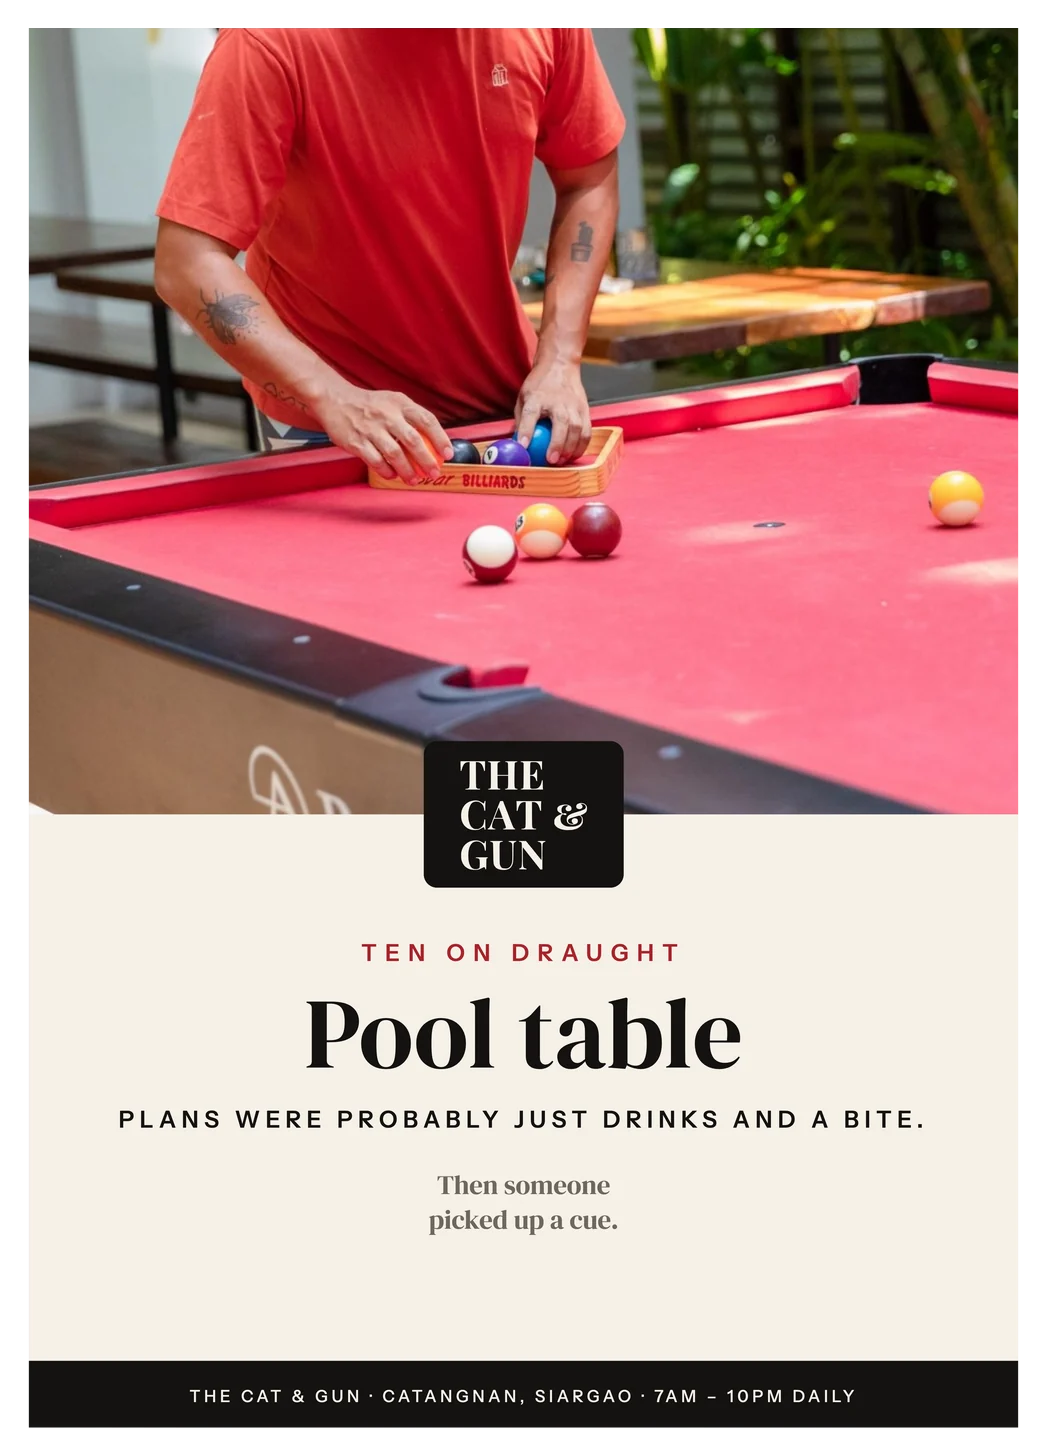 BILLIARDS
THE
CAT &
GUN
TEN ON DRAUGHT
Pool table
PLANS WERE PROBABLY JUST DRINKS AND A BITE.
Then someone
picked up a cue.
THE CAT & GUN · CATANGNAN, SIARGAO · 7AM – 10PM DAILY